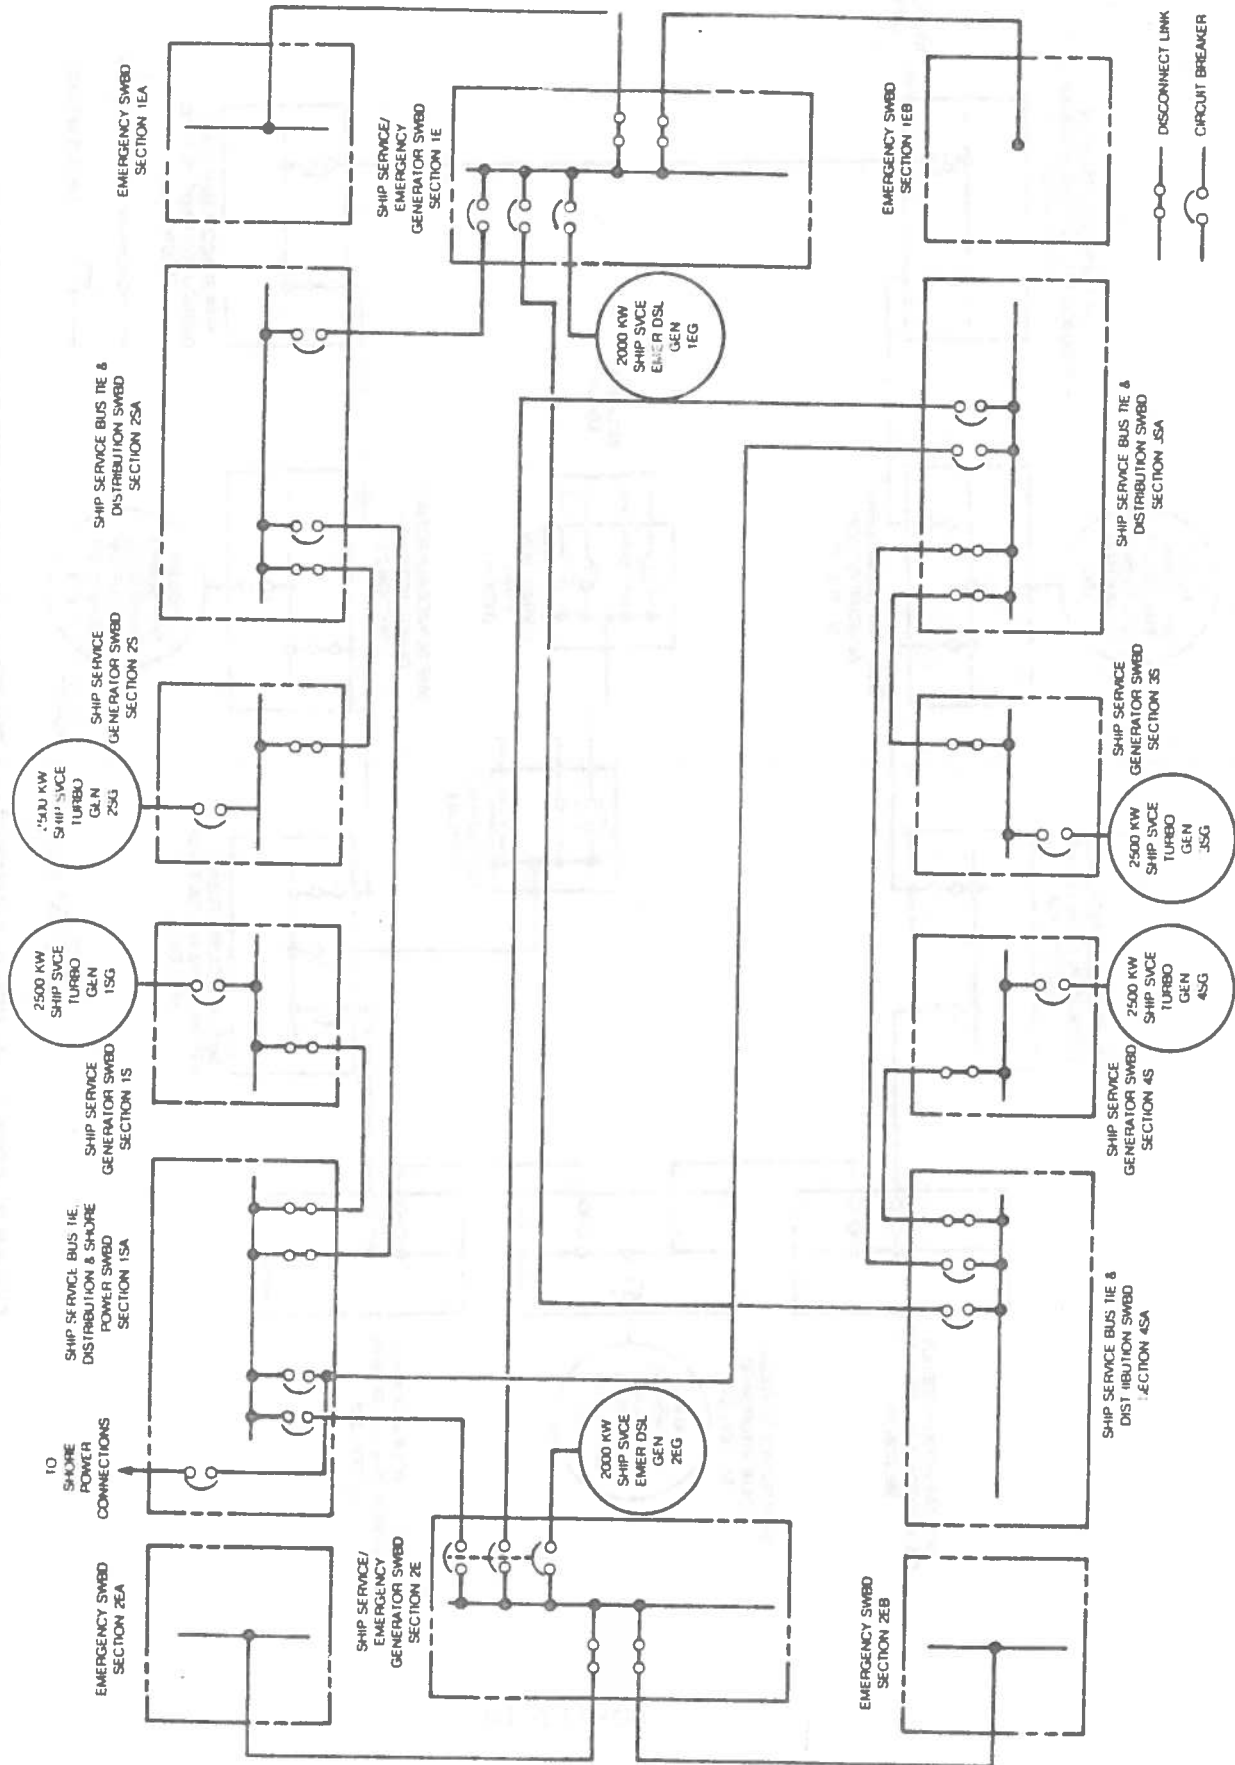 EMERGENCY SWBD
SECTION 1EA
SHIP SERVICE/
EMERGENCY
GENERATOR SWBD
SECTION 1E
EMERGENCY SWBD
SECTION 1EB
DISCONNECT LINK
CIRCUIT BREAKER
SHIP SERVICE BUS TIE &
DISTRIBUTION SWBD
SECTION 2SA
2000 KW
SHIP SVCE
EMER DSL
GEN
1EG
SHIP SERVICE BUS TIE &
DISTRIBUTION SWBD
SECTION 3SA
SHIP SERVICE
GENERATOR SWBD
SECTION 2S
2500 KW
SHIP SVCE
TURBO
GEN
2SG
SHIP SERVICE
GENERATOR SWBD
SECTION 3S
2500 KW
SHIP SVCE
TURBO
GEN
3SG
2500 KW
SHIP SVCE
TURBO
GEN
1SG
SHIP SERVICE
GENERATOR SWBD
SECTION 1S
2500 KW
SHIP SVCE
TURBO
GEN
4SG
SHIP SERVICE
GENERATOR SWBD
SECTION 4S
SHIP SERVICE BUS TIE,
DISTRIBUTION & SHORE
POWER SWBD
SECTION 1SA
SHIP SERVICE BUS TIE &
DISTRIBUTION SWBD
SECTION 4SA
TO
SHORE
POWER
CONNECTIONS
2000 KW
SHIP SVCE
EMER DSL
GEN
2EG
EMERGENCY SWBD
SECTION 2EA
SHIP SERVICE/
EMERGENCY
GENERATOR SWBD
SECTION 2E
EMERGENCY SWBD
SECTION 2EB